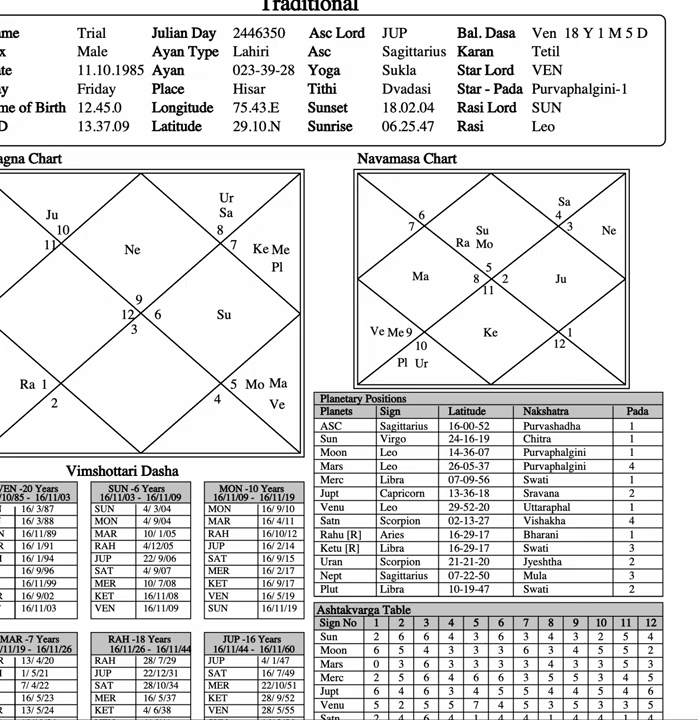 Traditional
ame Trial Julian Day 2446350 Asc Lord JUP Bal. Dasa Ven 18 Y 1 M 5 D
x Male Ayan Type Lahiri Asc Sagittarius Karan Tetil
ate 11.10.1985 Ayan 023-39-28 Yoga Sukla Star Lord VEN
ay Friday Place Hisar Tithi Dvadasi Star - Pada Purvaphalgini-1
me of Birth 12.45.0 Longitude 75.43.E Sunset 18.02.04 Rasi Lord SUN
D 13.37.09 Latitude 29.10.N Sunrise 06.25.47 Rasi Leo
agna Chart
Ur
Ju Sa
10 8
11 7
Ne Ke Me
Pl
9
12 6 Su
3
Ra 1 5 Mo Ma
2 4 Ve
Navamasa Chart
Sa
6 4
7 3 Ne
Su
Ra Mo
Ma 5 Ju
8 2
11
Ve Me 9 Ke 1
10 12
Pl Ur
Planetary Positions
Planets Sign Latitude Nakshatra Pada
ASC Sagittarius 16-00-52 Purvashadha 1
Sun Virgo 24-16-19 Chitra 1
Moon Leo 14-36-07 Purvaphalgini 1
Mars Leo 26-05-37 Purvaphalgini 4
Merc Libra 07-09-56 Swati 1
Jupt Capricorn 13-36-18 Sravana 2
Venu Leo 29-52-20 Uttaraphal 1
Satn Scorpion 02-13-27 Vishakha 4
Rahu [R] Aries 16-29-17 Bharani 1
Ketu [R] Libra 16-29-17 Swati 3
Uran Scorpion 21-21-20 Jyeshtha 2
Nept Sagittarius 07-22-50 Mula 3
Plut Libra 10-19-47 Swati 2
Vimshottari Dasha
VEN -20 Years SUN -6 Years MON -10 Years
/10/85 - 16/11/03 16/11/03 - 16/11/09 16/11/09 - 16/11/19
16/ 3/87 SUN 4/ 3/04 MON 16/ 9/10
16/ 3/88 MON 4/ 9/04 MAR 16/ 4/11
16/11/89 MAR 10/ 1/05 RAH 16/10/12
16/ 1/91 RAH 4/12/05 JUP 16/ 2/14
16/ 1/94 JUP 22/ 9/06 SAT 16/ 9/15
16/ 9/96 SAT 4/ 9/07 MER 16/ 2/17
16/11/99 MER 10/ 7/08 KET 16/ 9/17
16/ 9/02 KET 16/11/08 VEN 16/ 5/19
16/11/03 VEN 16/11/09 SUN 16/11/19
MAR -7 Years RAH -18 Years JUP -16 Years
/11/19 - 16/11/26 16/11/26 - 16/11/44 16/11/44 - 16/11/60
R 13/ 4/20 RAH 28/ 7/29 JUP 4/ 1/47
1/ 5/21 JUP 22/12/31 SAT 16/ 7/49
7/ 4/22 SAT 28/10/34 MER 22/10/51
16/ 5/23 MER 16/ 5/37 KET 28/ 9/52
13/ 5/24 KET 4/ 6/38 VEN 28/ 5/55
Ashtakvarga Table
Sign No 1 2 3 4 5 6 7 8 9 10 11 12
Sun 2 6 6 4 3 6 3 4 3 2 5 4
Moon 6 5 4 3 3 3 6 3 4 5 5 2
Mars 0 3 6 3 3 3 3 4 3 3 5 3
Merc 2 5 6 4 6 6 3 5 5 3 4 5
Jupt 6 4 6 3 4 5 5 4 4 5 4 6
Venu 5 2 5 5 7 4 5 3 7 1 3 5